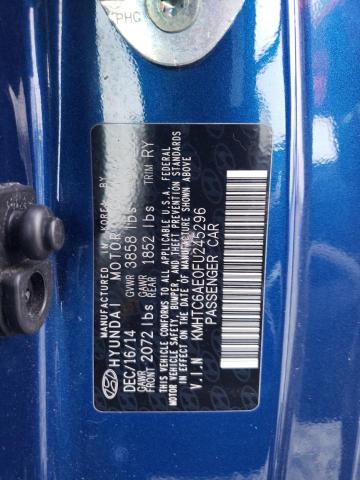 PHG
MANUFACTURED IN KOREA BY
HYUNDAI MOTOR
DEC/16/14 GVWR 3858 lbs
GAWR FRONT 2072 lbs GAWR REAR 1852 lbs TRIM RY
THIS VEHICLE CONFORMS TO ALL APPLICABLE U.S.A. FEDERAL
MOTOR VEHICLE SAFETY, BUMPER, AND THEFT PREVENTION STANDARDS
IN EFFECT ON THE DATE OF MANUFACTURE SHOWN ABOVE
V.I.N KMHTC6AE0FU245296
PASSENGER CAR